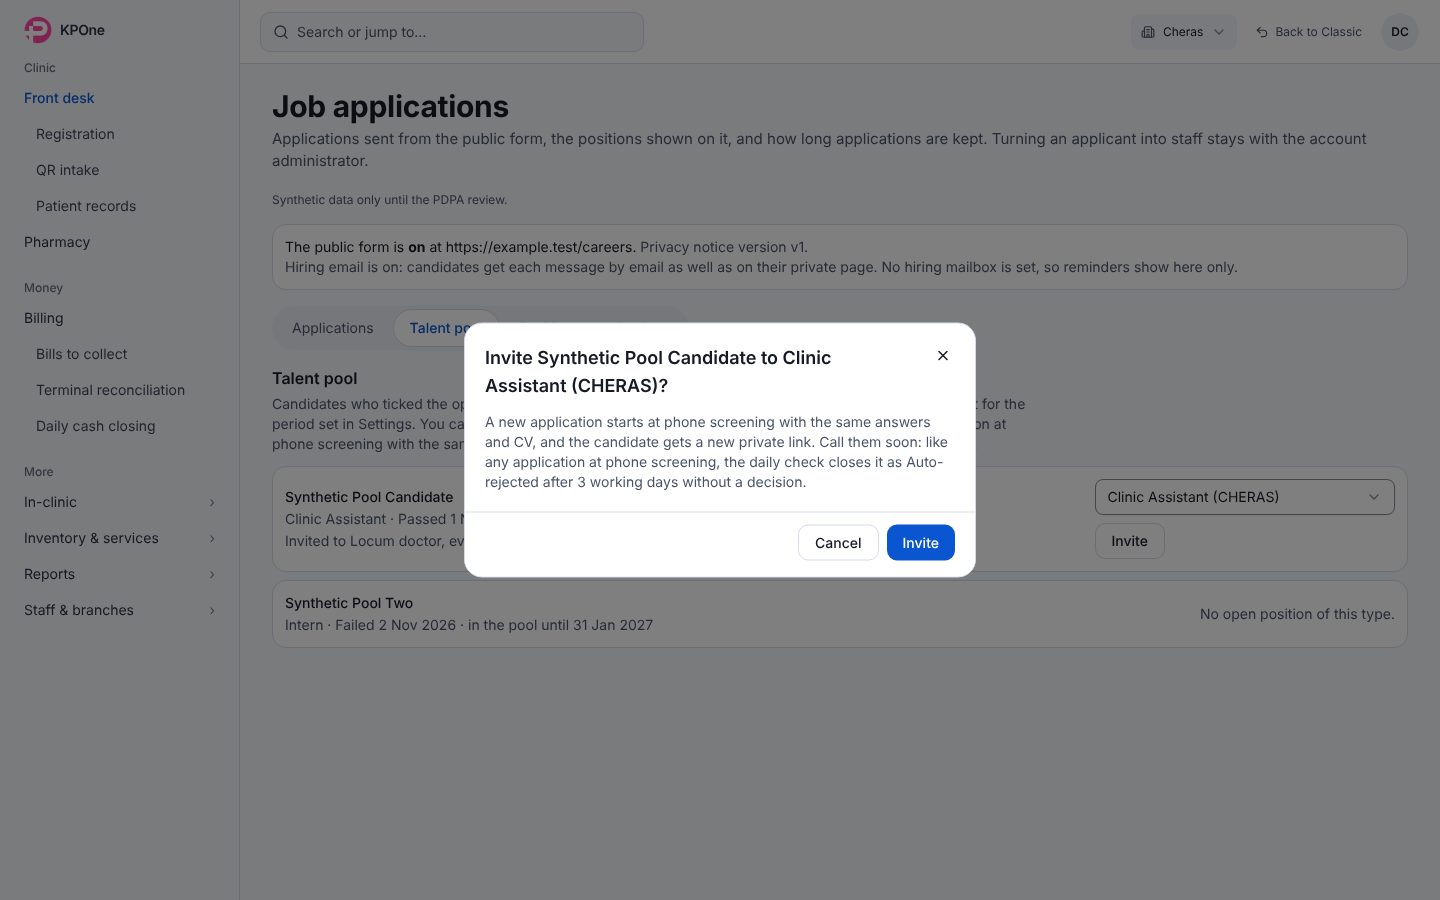 KPOne
Search or jump to...
Cheras
Back to Classic
DC
Clinic
Front desk
Registration
QR intake
Patient records
Pharmacy
Money
Billing
Bills to collect
Terminal reconciliation
Daily cash closing
More
In-clinic
Inventory & services
Reports
Staff & branches
Job applications
Applications sent from the public form, the positions shown on it, and how long applications are kept. Turning an applicant into staff stays with the account
administrator.
Synthetic data only until the PDPA review.
The public form is on at https://example.test/careers. Privacy notice version v1.
Hiring email is on: candidates get each message by email as well as on their private page. No hiring mailbox is set, so reminders show here only.
Applications
Talent
Talent pool
Candidates who ticked the
for the
period set in Settings. You
at
phone screening with the
Invite Synthetic Pool Candidate to Clinic
Assistant (CHERAS)?
A new application starts at phone screening with the same answers
and CV, and the candidate gets a new private link. Call them soon: like
any application at phone screening, the daily check closes it as Auto-
rejected after 3 working days without a decision.
Cancel
Invite
Synthetic Pool Candidate
Clinic Assistant · Passed 1
Invited to Locum doctor,
Clinic Assistant (CHERAS)
Invite
Synthetic Pool Two
Intern · Failed 2 Nov 2026 · in the pool until 31 Jan 2027
No open position of this type.